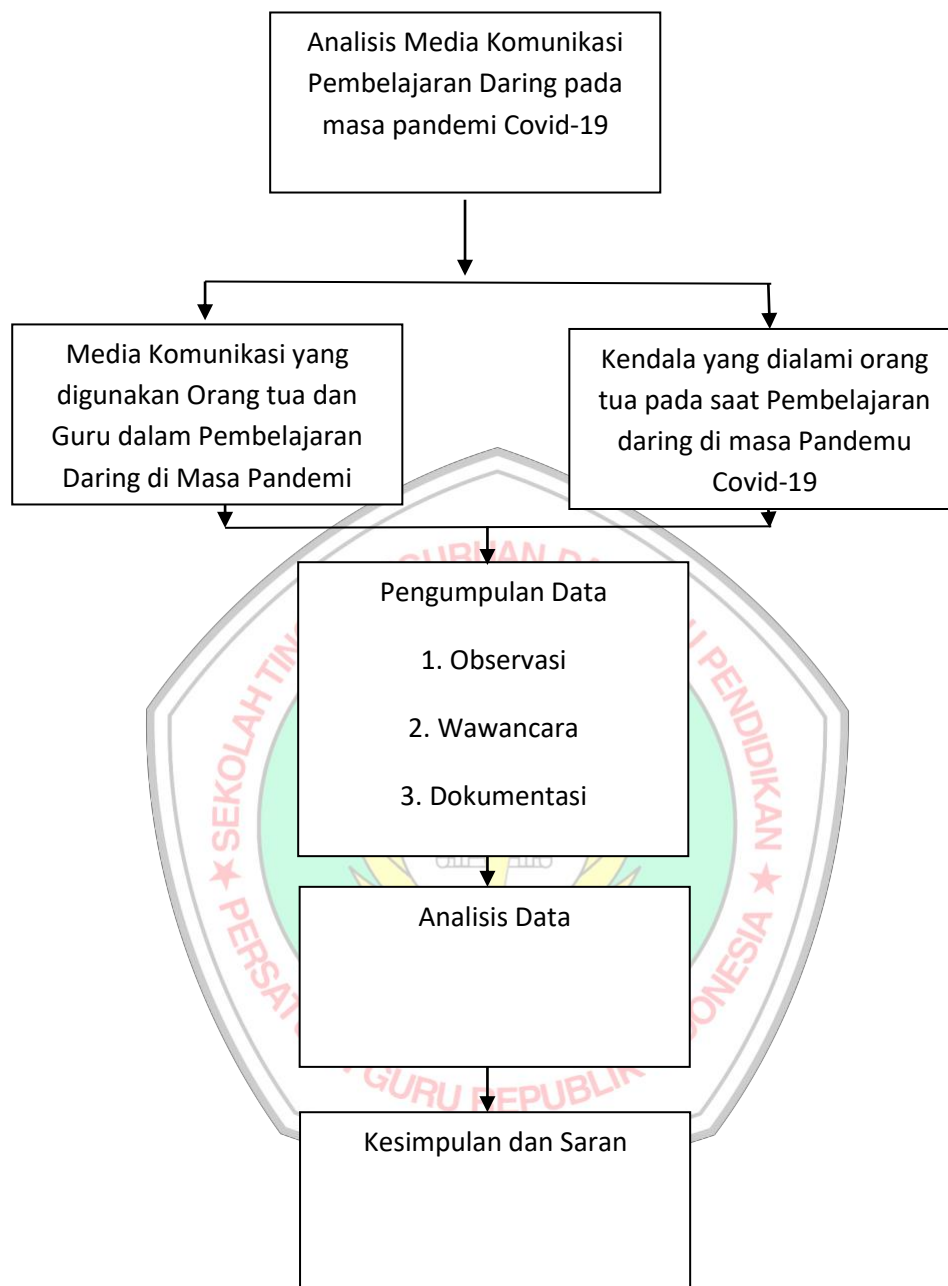 Analisis Media Komunikasi
Pembelajaran Daring pada
masa pandemi Covid-19
Media Komunikasi yang
digunakan Orang tua dan
Guru dalam Pembelajaran
Daring di Masa Pandemi
Kendala yang dialami orang
tua pada saat Pembelajaran
daring di masa Pandemu
Covid-19
Pengumpulan Data
1. Observasi
2. Wawancara
3. Dokumentasi
Analisis Data
Kesimpulan dan Saran
SEKOLAH
PENDIDIKAN
GURU REPUBLIK